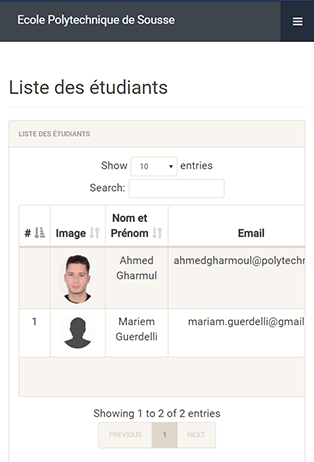 Ecole Polytechnique de Sousse
Liste des étudiants
LISTE DES ÉTUDIANTS
Show 10 entries
Search:
# Image Nom et Prénom Email
Ahmed Gharmul ahmedgharmoul@polytechn
1 Mariem Guerdelli mariam.guerdelli@gmail
Showing 1 to 2 of 2 entries
PREVIOUS 1 NEXT